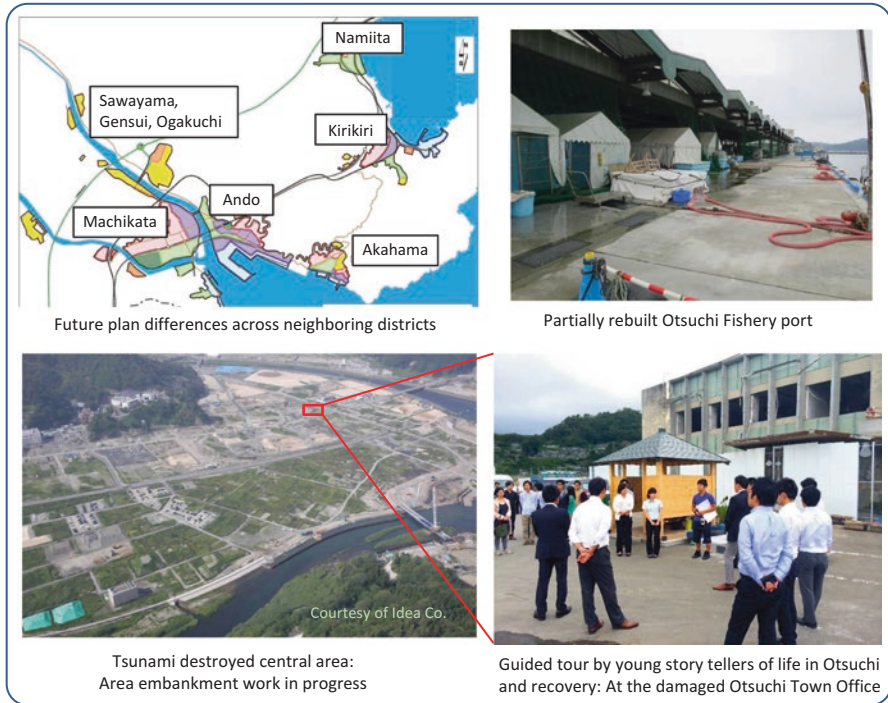 Namiita
Sawayama,
Gensui, Ogakuchi
Kirikiri
Ando
Machikata
Akahama
Future plan differences across neighboring districts
Partially rebuilt Otsuchi Fishery port
Courtesy of Idea Co.
Tsunami destroyed central area:
Area embankment work in progress
Guided tour by young story tellers of life in Otsuchi
and recovery: At the damaged Otsuchi Town Office